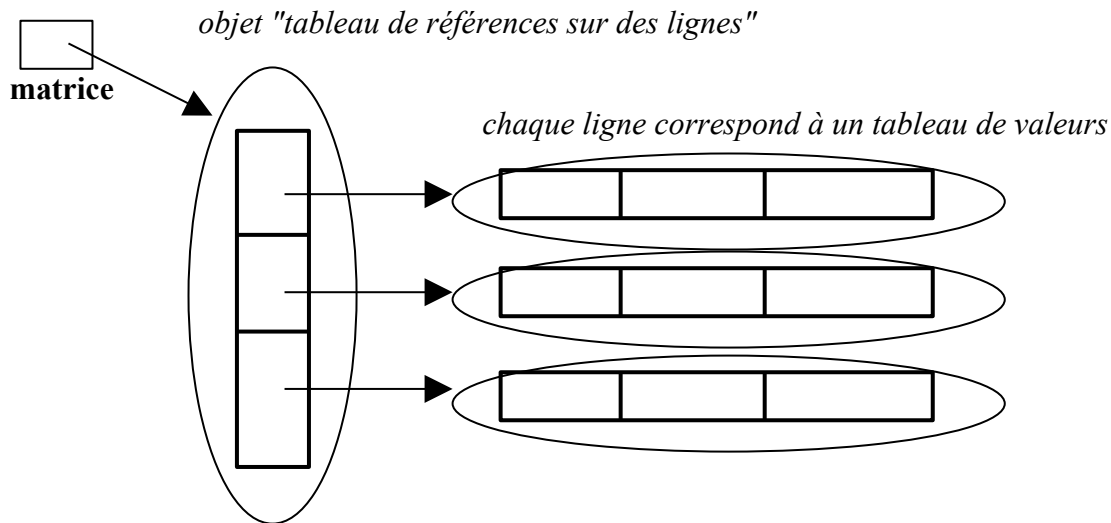 objet "tableau de références sur des lignes"
matrice
chaque ligne correspond à un tableau de valeurs